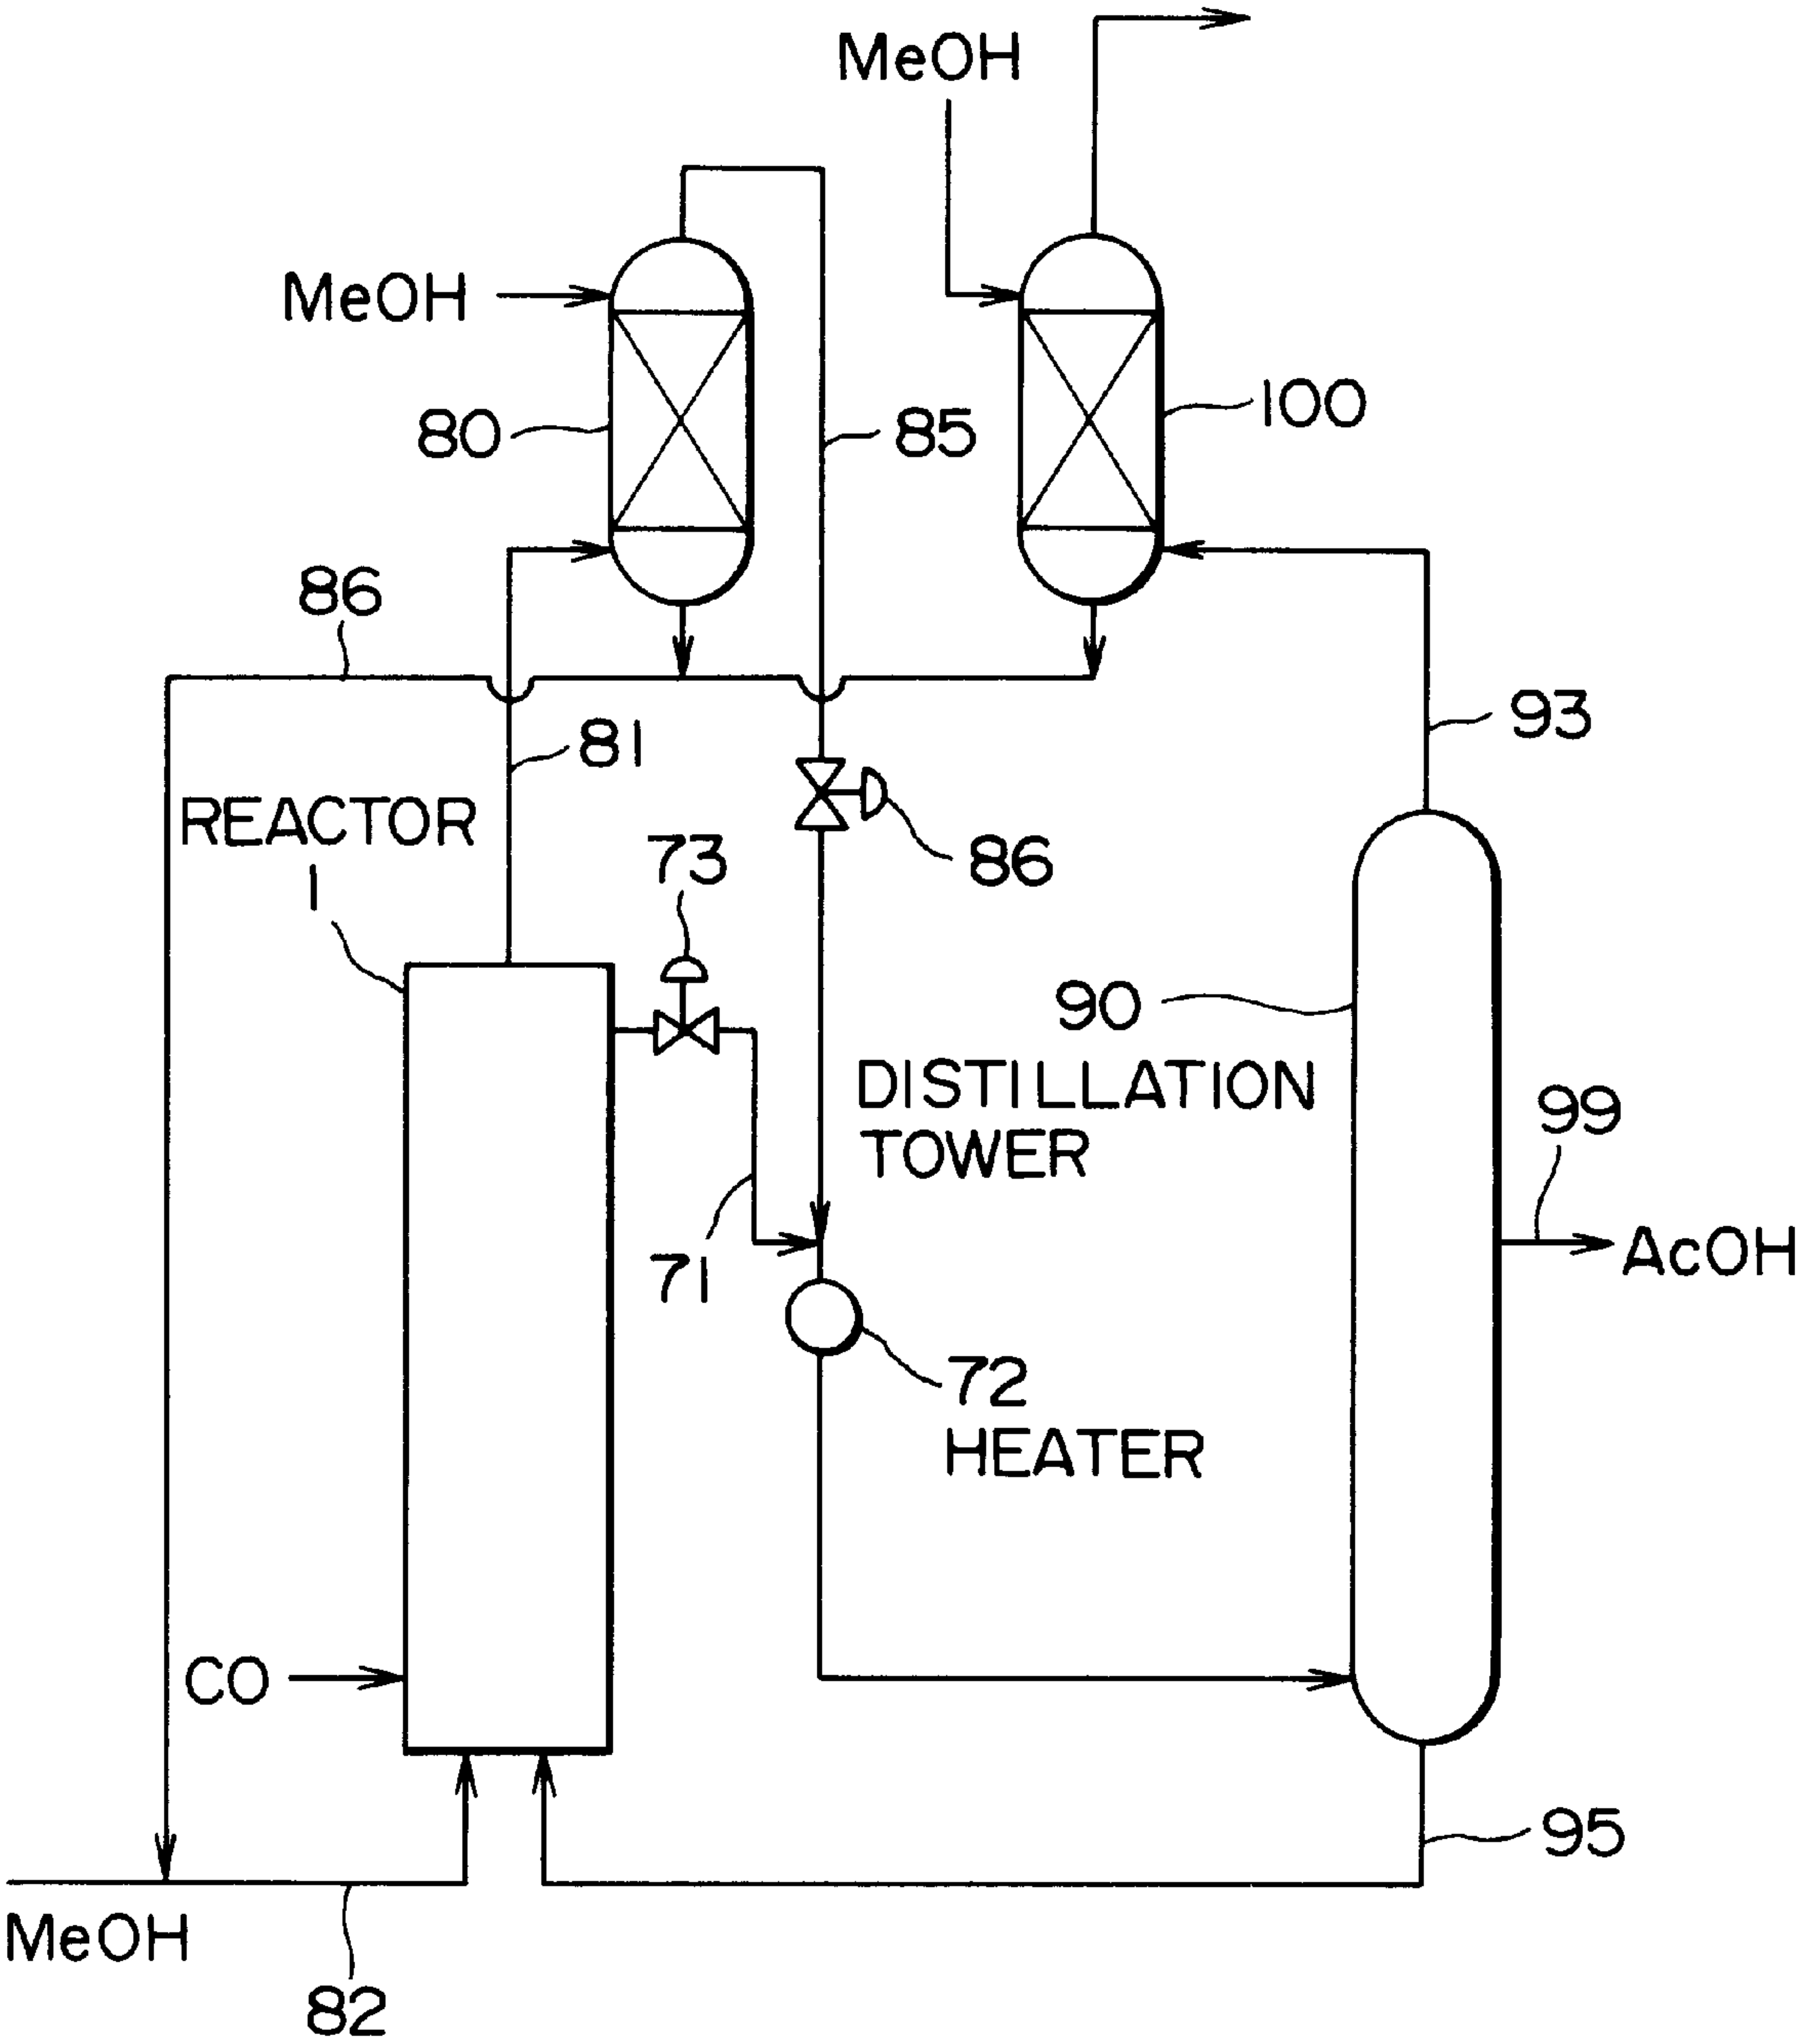 MeOH
MeOH
80
85
100
86
81
93
REACTOR
1
73
86
90
DISTILLATION
TOWER
99
71
AcOH
72
HEATER
CO
95
MeOH
82